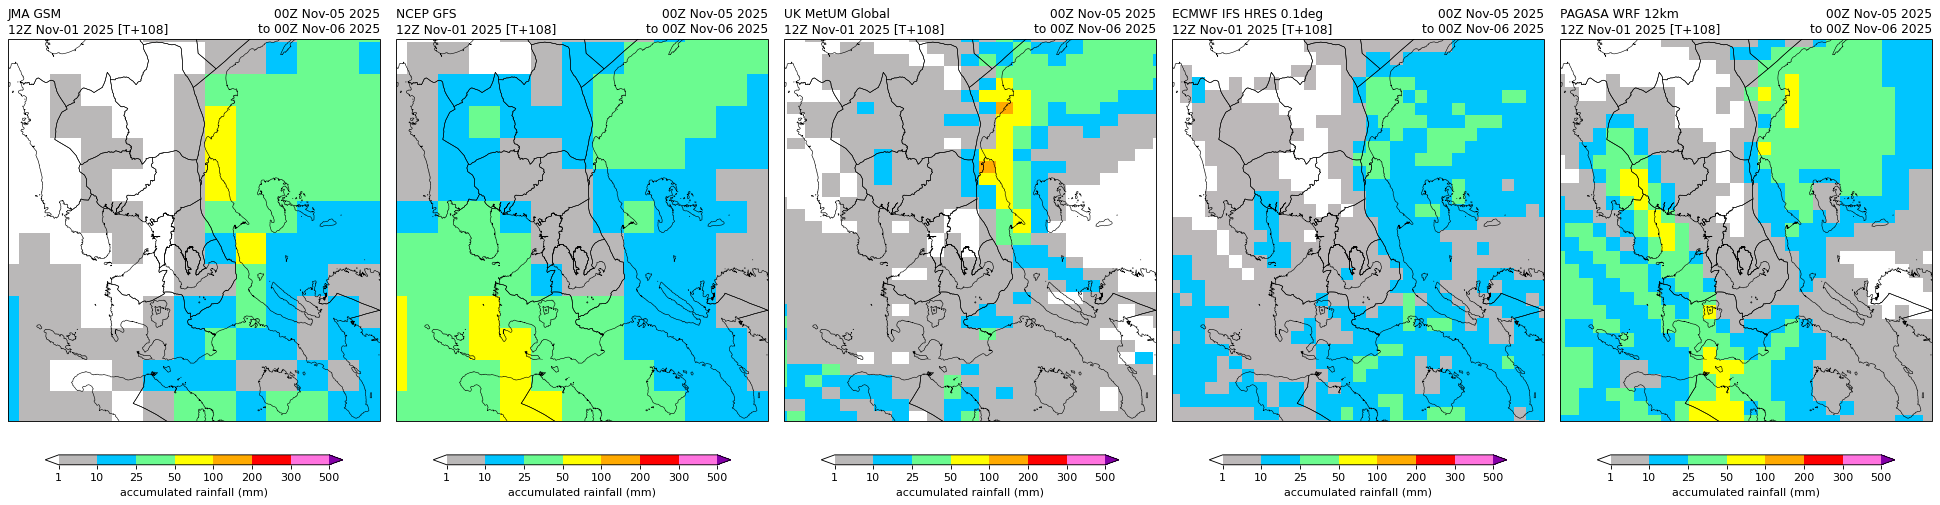 JMA GSM 00Z Nov-05 2025
12Z Nov-01 2025 [T+108] to 00Z Nov-06 2025
1 10 25 50 100 200 300 500
accumulated rainfall (mm)
NCEP GFS 00Z Nov-05 2025
12Z Nov-01 2025 [T+108] to 00Z Nov-06 2025
1 10 25 50 100 200 300 500
accumulated rainfall (mm)
UK MetUM Global 00Z Nov-05 2025
12Z Nov-01 2025 [T+108] to 00Z Nov-06 2025
1 10 25 50 100 200 300 500
accumulated rainfall (mm)
ECMWF IFS HRES 0.1deg 00Z Nov-05 2025
12Z Nov-01 2025 [T+108] to 00Z Nov-06 2025
1 10 25 50 100 200 300 500
accumulated rainfall (mm)
PAGASA WRF 12km 00Z Nov-05 2025
12Z Nov-01 2025 [T+108] to 00Z Nov-06 2025
1 10 25 50 100 200 300 500
accumulated rainfall (mm)